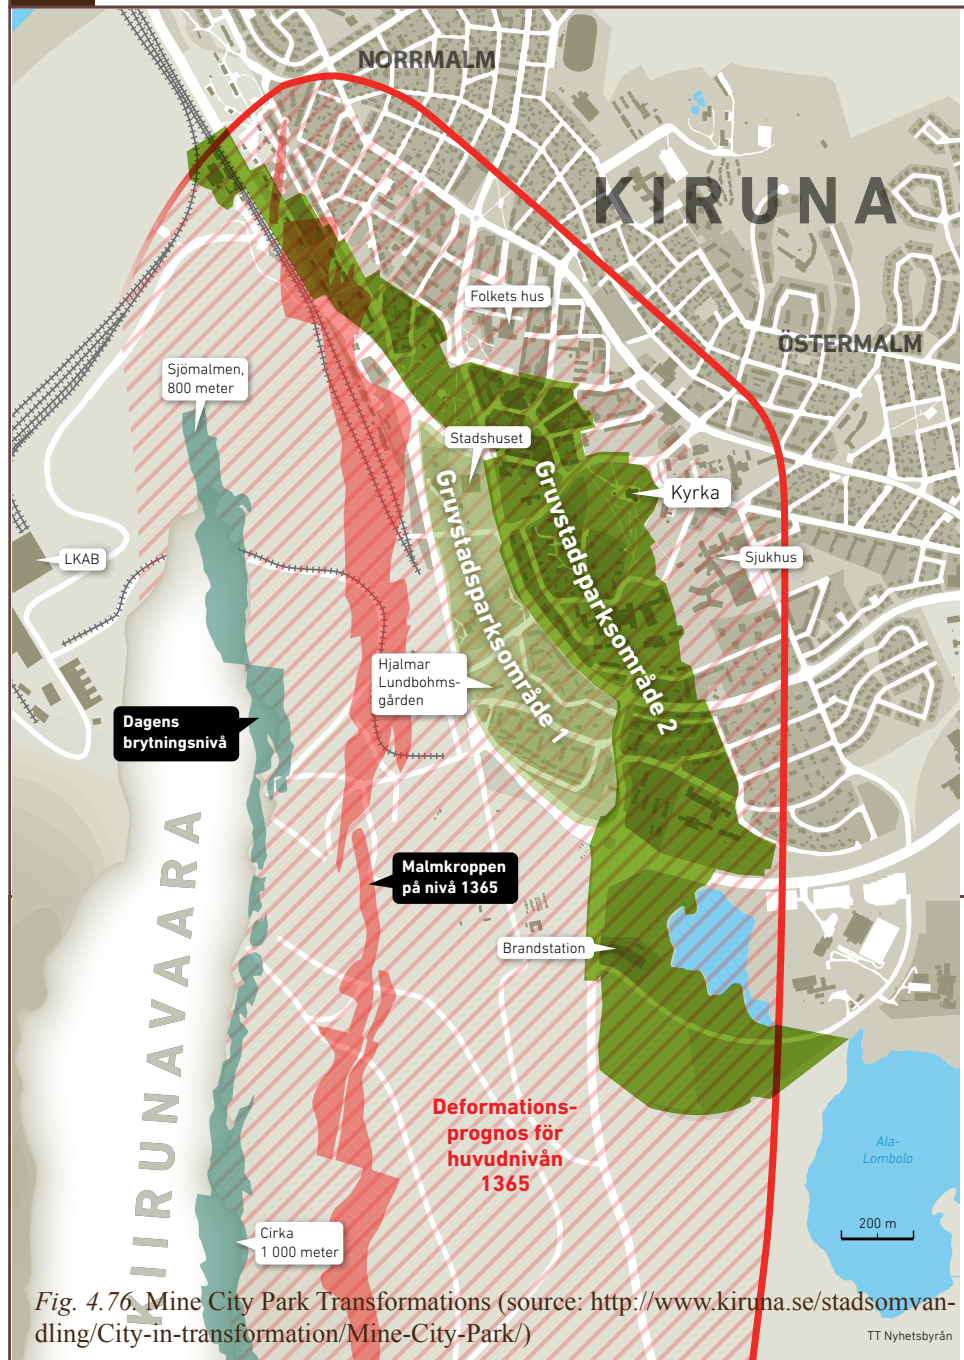 NORRMALM
KIRUNA
Folkets hus
ÖSTERMALM
Sjömalmen,
800 meter
Stadshuset
Gruvstadsparksområde 1
Gruvstadsparksområde 2
Kyrka
LKAB
Sjukhus
Hjalmar
Lundbohms-
gården
Dagens
brytningsnivå
KIIRUNAVAARA
Malmkroppen
på nivå 1365
Brandstation
Deformations-
prognos för
huvudnivån
1365
Ala-
Lombolo
200 m
Cirka
1 000 meter
Fig. 4.76. Mine City Park Transformations (source: http://www.kiruna.se/stadsomvan-
dling/City-in-transformation/Mine-City-Park/)
TT Nyhetsbyrån